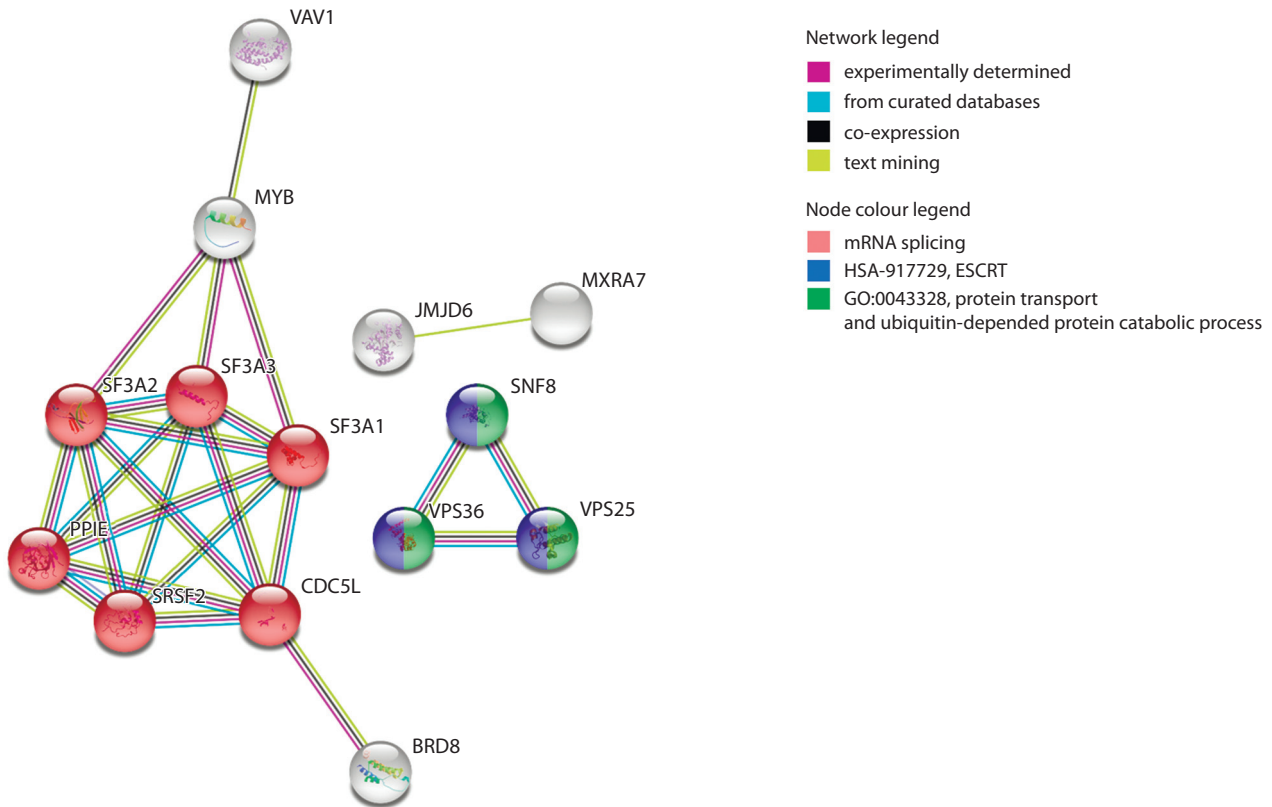 VAV1
MYB
MXRA7
JMJD6
SF3A3
SF3A2
SNF8
SF3A1
VPS36
VPS25
PPIE
CDC5L
SRSF2
BRD8
Network legend
experimentally determined
from curated databases
co-expression
text mining
Node colour legend
mRNA splicing
HSA-917729, ESCRT
GO:0043328, protein transport
and ubiquitin-depended protein catabolic process